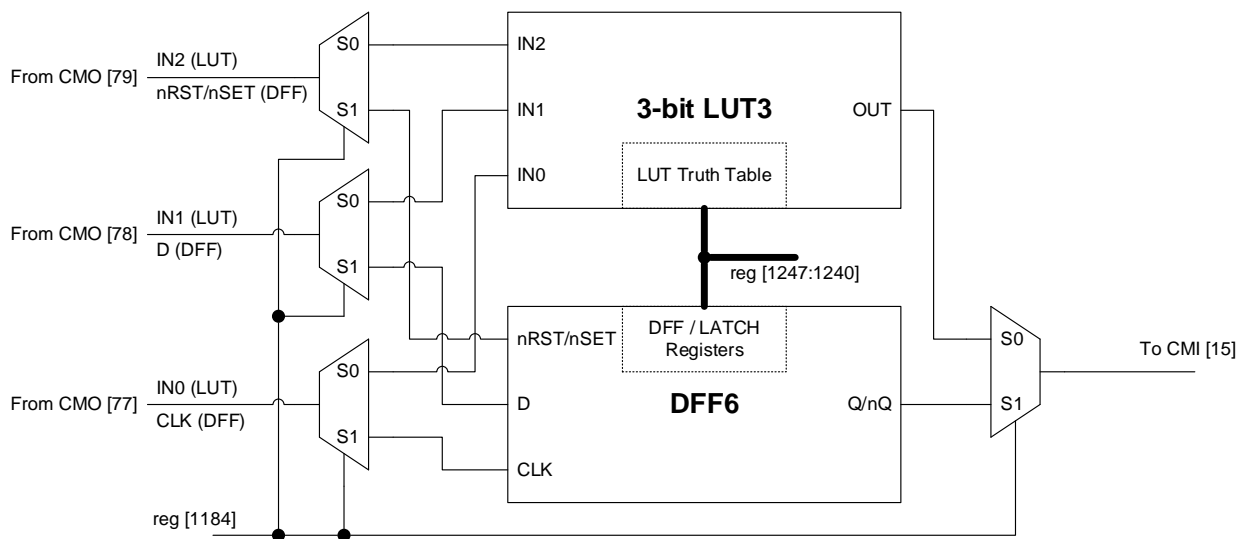 From CMO [79]
IN2 (LUT)
nRST/nSET (DFF)
S0
S1
From CMO [78]
IN1 (LUT)
D (DFF)
S0
S1
From CMO [77]
IN0 (LUT)
CLK (DFF)
S0
S1
reg [1184]
IN2
IN1
IN0
3-bit LUT3
OUT
LUT Truth Table
reg [1247:1240]
DFF / LATCH
Registers
nRST/nSET
D
CLK
DFF6
Q/nQ
S0
S1
To CMI [15]